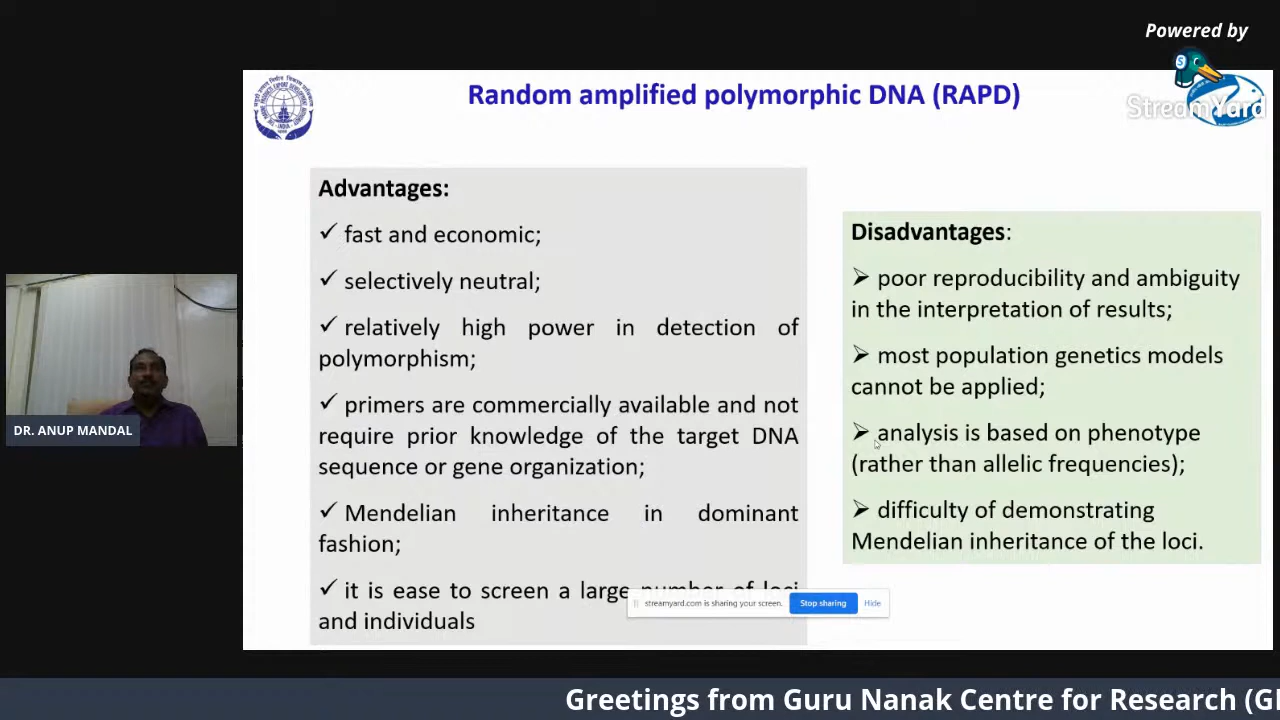 Powered by
StreamYard
Random amplified polymorphic DNA (RAPD)
Advantages:
✓ fast and economic;
✓ selectively neutral;
✓ relatively high power in detection of
polymorphism;
✓ primers are commercially available and not
require prior knowledge of the target DNA
sequence or gene organization;
✓ Mendelian inheritance in dominant
fashion;
✓ it is ease to screen a large number of loci
and individuals
Disadvantages:
➢ poor reproducibility and ambiguity
in the interpretation of results;
➢ most population genetics models
cannot be applied;
➢ analysis is based on phenotype
(rather than allelic frequencies);
➢ difficulty of demonstrating
Mendelian inheritance of the loci.
streamyard.com is sharing your screen.
Stop sharing
Hide
DR. ANUP MANDAL
Greetings from Guru Nanak Centre for Research (G